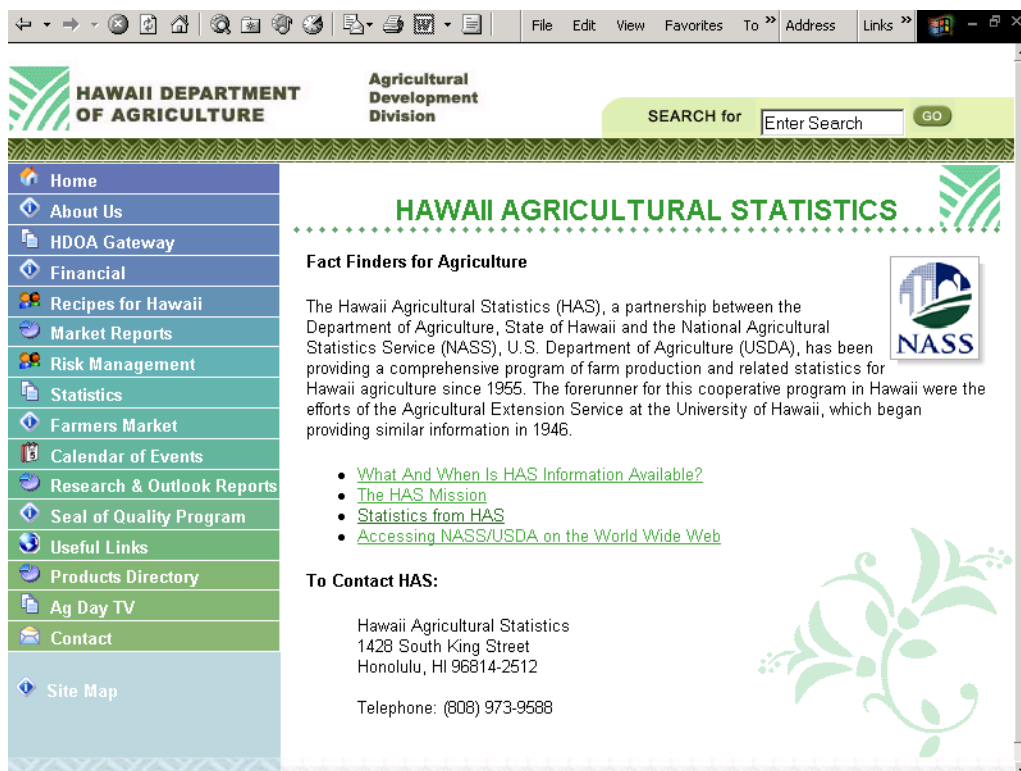 File Edit View Favorites To » Address Links »
HAWAII DEPARTMENT
OF AGRICULTURE
Agricultural
Development
Division
SEARCH for Enter Search GO
Home
About Us
HDOA Gateway
Financial
Recipes for Hawaii
Market Reports
Risk Management
Statistics
Farmers Market
Calendar of Events
Research & Outlook Reports
Seal of Quality Program
Useful Links
Products Directory
Ag Day TV
Contact
Site Map
HAWAII AGRICULTURAL STATISTICS
Fact Finders for Agriculture
NASS
The Hawaii Agricultural Statistics (HAS), a partnership between the
Department of Agriculture, State of Hawaii and the National Agricultural
Statistics Service (NASS), U.S. Department of Agriculture (USDA), has been
providing a comprehensive program of farm production and related statistics for
Hawaii agriculture since 1955. The forerunner for this cooperative program in Hawaii were the
efforts of the Agricultural Extension Service at the University of Hawaii, which began
providing similar information in 1946.
What And When Is HAS Information Available?
The HAS Mission
Statistics from HAS
Accessing NASS/USDA on the World Wide Web
To Contact HAS:
Hawaii Agricultural Statistics
1428 South King Street
Honolulu, HI 96814-2512
Telephone: (808) 973-9588